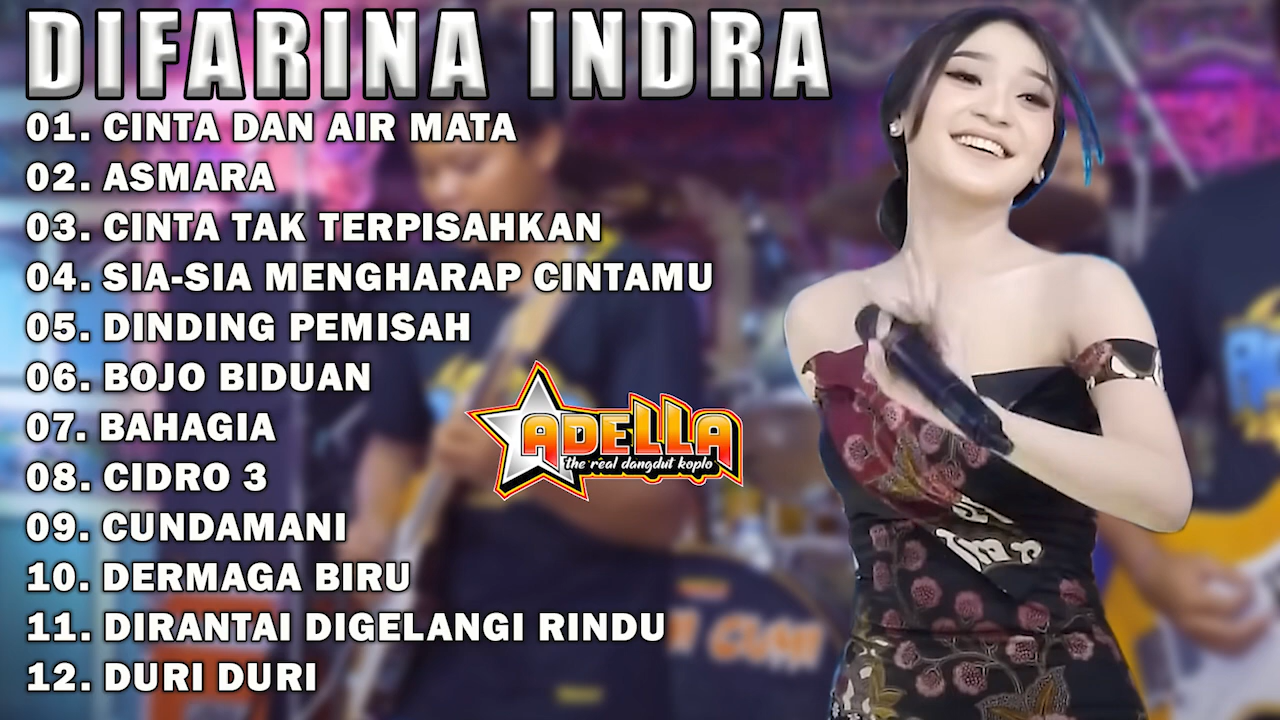 DIFARINA INDRA
01. CINTA DAN AIR MATA
02. ASMARA
03. CINTA TAK TERPISAHKAN
04. SIA-SIA MENGHARAP CINTAMU
05. DINDING PEMISAH
06. BOJO BIDUAN
07. BAHAGIA
08. CIDRO 3
09. CUNDAMANI
10. DERMAGA BIRU
11. DIRANTAI DIGELANGI RINDU
12. DURI DURI
ADELLA
the real dangdut koplo